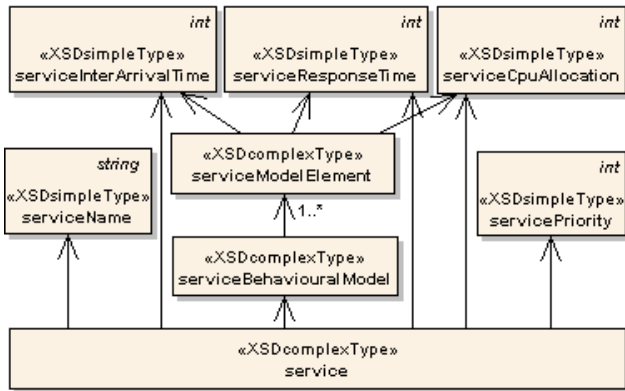 int
«XSDsimpleType»
serviceInterArrivalTime
int
«XSDsimpleType»
serviceResponseTime
int
«XSDsimpleType»
serviceCpuAllocation
string
«XSDsimpleType»
serviceName
«XSDcomplexType»
serviceModelElement
int
«XSDsimpleType»
servicePriority
1..*
«XSDcomplexType»
serviceBehaviouralModel
«XSDcomplexType»
service